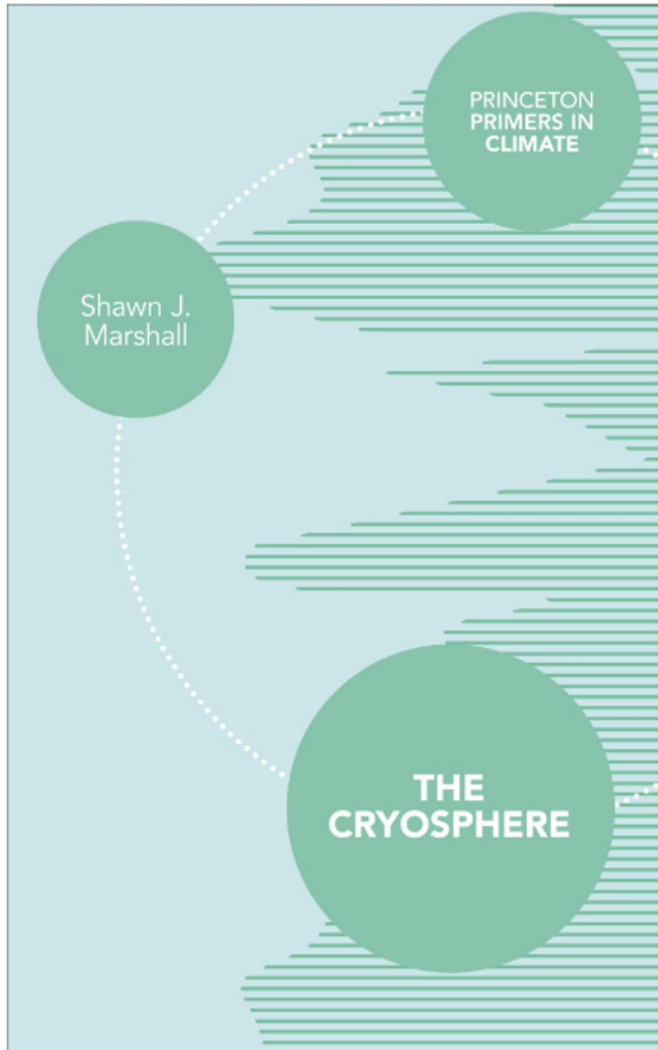 PRINCETON
PRIMERS IN
CLIMATE
Shawn J.
Marshall
THE
CRYOSPHERE